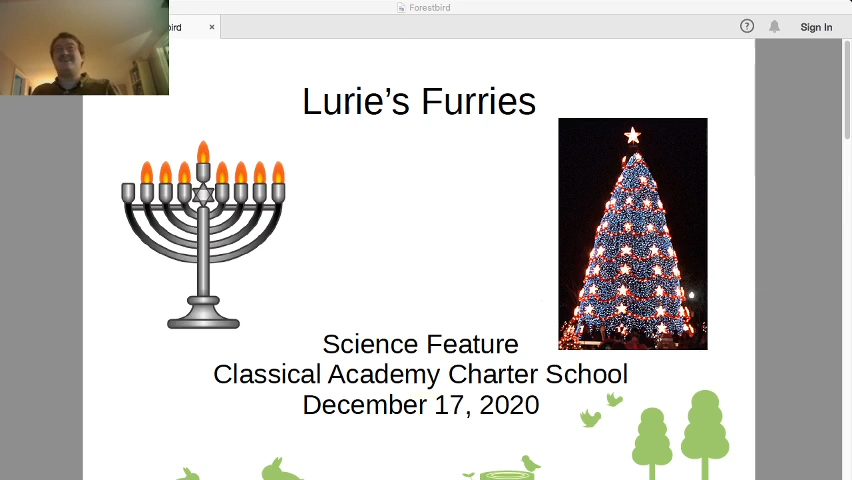 Forestbird
bird
Sign In
Lurie’s Furries
Science Feature
Classical Academy Charter School
December 17, 2020